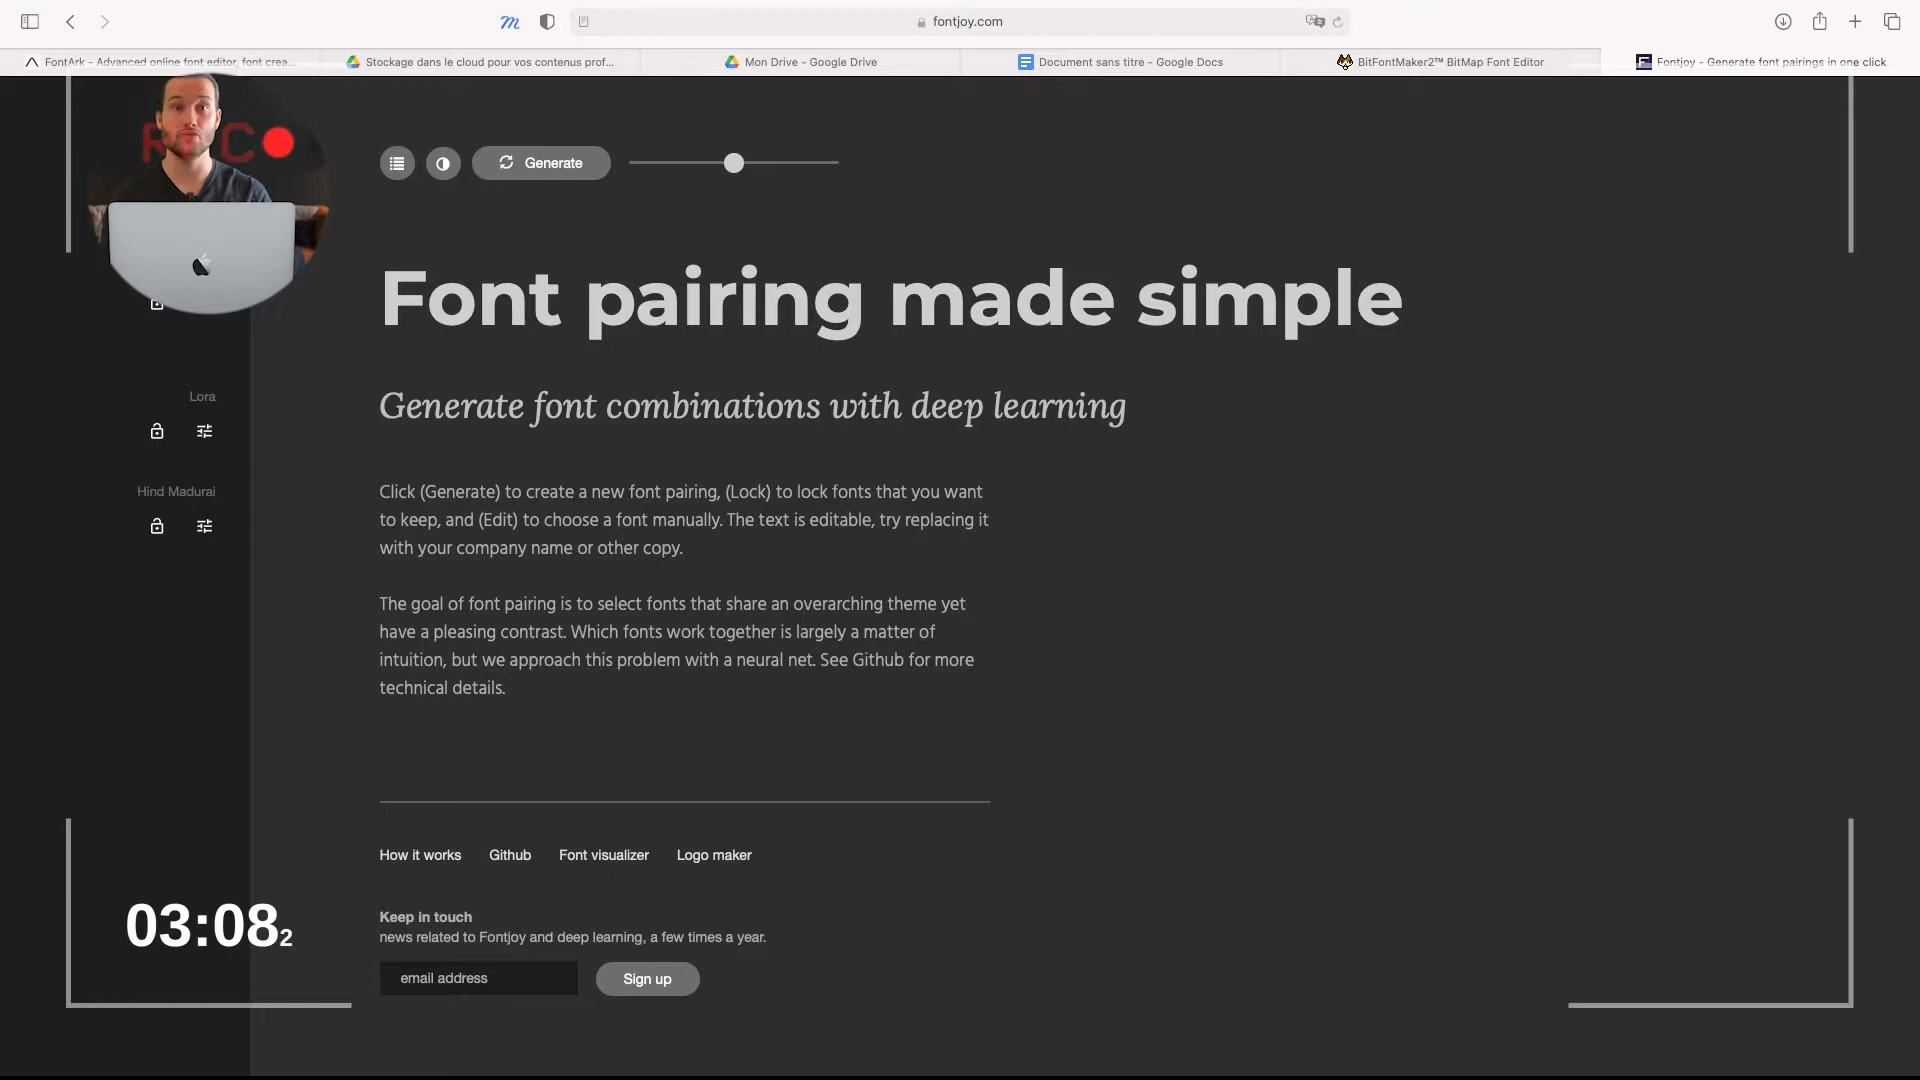 fontjoy.com
FontArk - Advanced online font editor, font crea...
Stockage dans le cloud pour vos contenus prof...
Mon Drive - Google Drive
Document sans titre - Google Docs
BitFontMaker2™ BitMap Font Editor
Fontjoy - Generate font pairings in one click
Generate
Font pairing made simple
Lora
Generate font combinations with deep learning
Hind Madurai
Click (Generate) to create a new font pairing, (Lock) to lock fonts that you want
to keep, and (Edit) to choose a font manually. The text is editable, try replacing it
with your company name or other copy.
The goal of font pairing is to select fonts that share an overarching theme yet
have a pleasing contrast. Which fonts work together is largely a matter of
intuition, but we approach this problem with a neural net. See Github for more
technical details.
How it works
Github
Font visualizer
Logo maker
03:082
Keep in touch
news related to Fontjoy and deep learning, a few times a year.
email address
Sign up